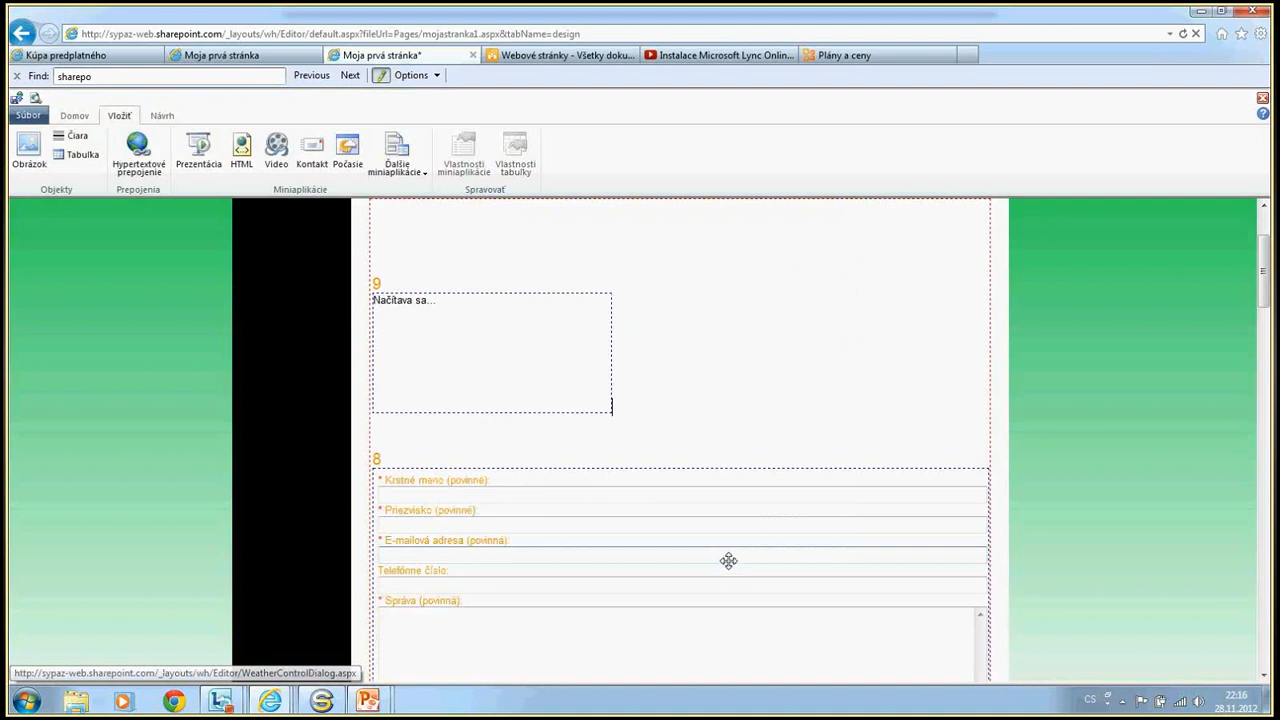 http://sypaz-web.sharepoint.com/_layouts/wh/Editor/default.aspx?fileUrl=Pages/mojastranka1.aspx&tabName=design
Kúpa predplatného Moja prvá stránka Moja prvá stránka* Webové stránky - Všetky doku... Instalace Microsoft Lync Onlin... Plány a ceny
Find: sharepo Previous Next Options
Súbor Domov Vložiť Návrh
Obrázok Čiara Tabuľka Hypertextové prepojenie Prezentácia HTML Video Kontakt Počasie Ďalšie miniaplikácie Vlastnosti miniaplikácie Vlastnosti tabuľky
Objekty Prepojenia Miniaplikácie Spravovať
9
Načítava sa...
8
* Krstné meno (povinné):
* Priezvisko (povinné):
* E-mailová adresa (povinná):
Telefónne číslo:
* Správa (povinná):
http://sypaz-web.sharepoint.com/_layouts/wh/Editor/WeatherControlDialog.aspx
CS 22:16
28.11.2012